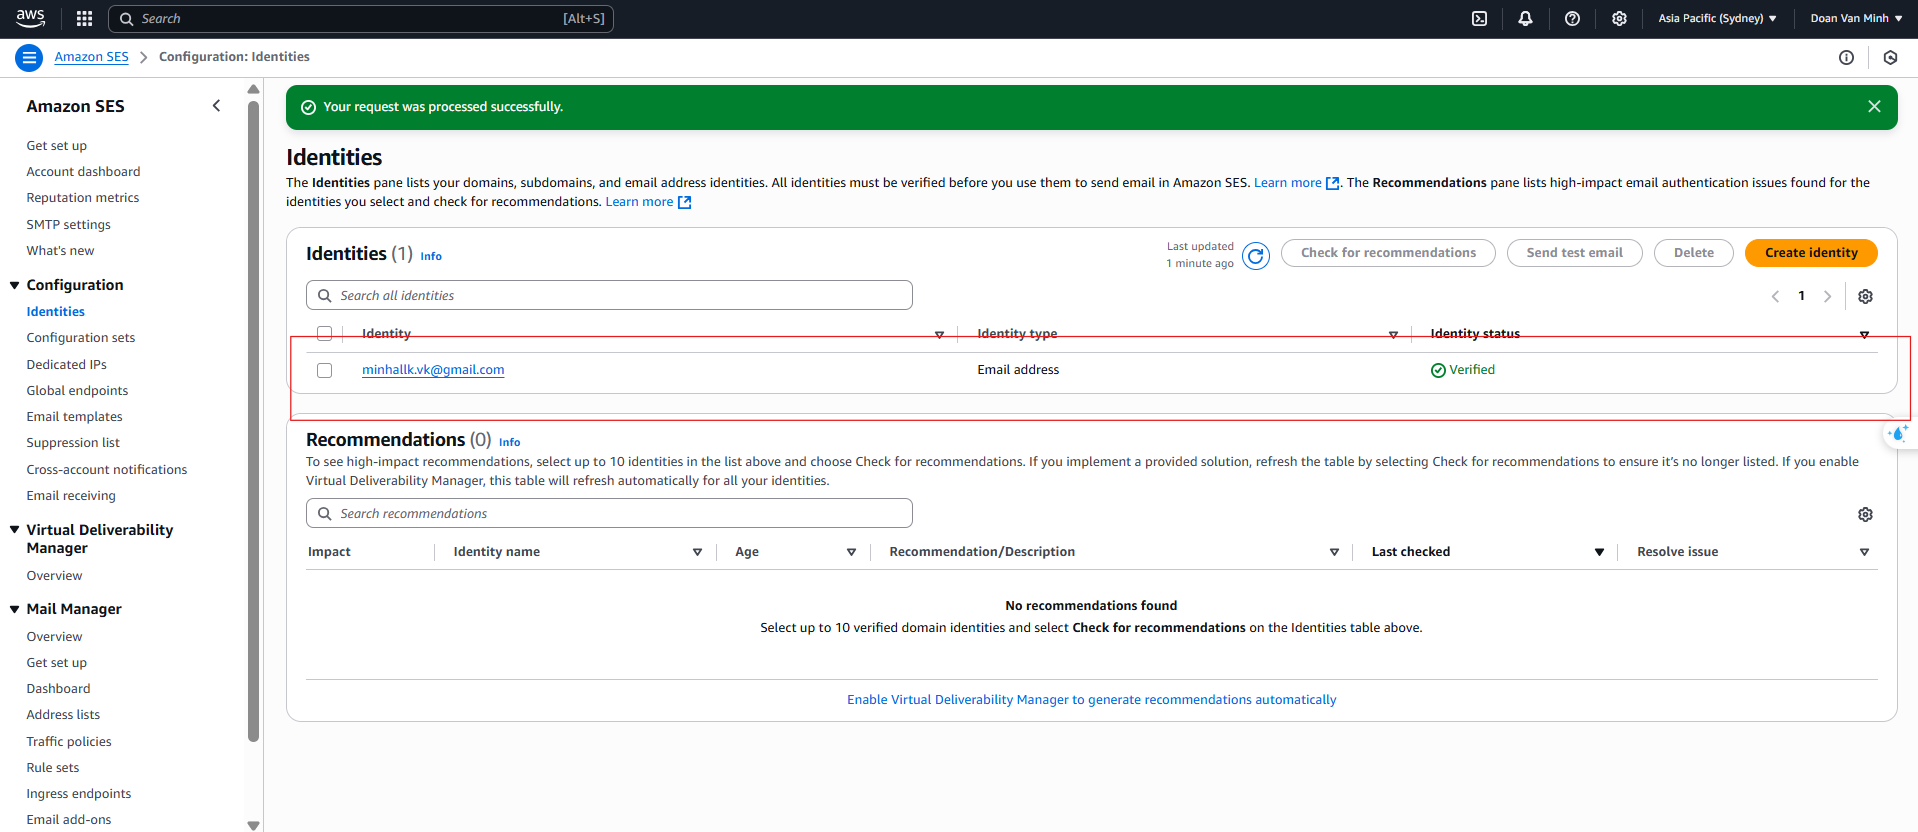 aws
Search [Alt+S]
Asia Pacific (Sydney)
Doan Van Minh
Amazon SES
Configuration: Identities
Amazon SES
Get set up
Account dashboard
Reputation metrics
SMTP settings
What's new
Configuration
Identities
Configuration sets
Dedicated IPs
Global endpoints
Email templates
Suppression list
Cross-account notifications
Email receiving
Virtual Deliverability
Manager
Overview
Mail Manager
Overview
Get set up
Dashboard
Address lists
Traffic policies
Rule sets
Ingress endpoints
Email add-ons
Your request was processed successfully.
Identities
The Identities pane lists your domains, subdomains, and email address identities. All identities must be verified before you use them to send email in Amazon SES. Learn more. The Recommendations pane lists high-impact email authentication issues found for the
identities you select and check for recommendations. Learn more
Identities (1) Info
Last updated
1 minute ago
Check for recommendations
Send test email
Delete
Create identity
Search all identities
1
Identity Identity type Identity status
minhallk.vk@gmail.com Email address Verified
Recommendations (0) Info
To see high-impact recommendations, select up to 10 identities in the list above and choose Check for recommendations. If you implement a provided solution, refresh the table by selecting Check for recommendations to ensure it's no longer listed. If you enable
Virtual Deliverability Manager, this table will refresh automatically for all your identities.
Search recommendations
Impact Identity name Age Recommendation/Description Last checked Resolve issue
No recommendations found
Select up to 10 verified domain identities and select Check for recommendations on the Identities table above.
Enable Virtual Deliverability Manager to generate recommendations automatically